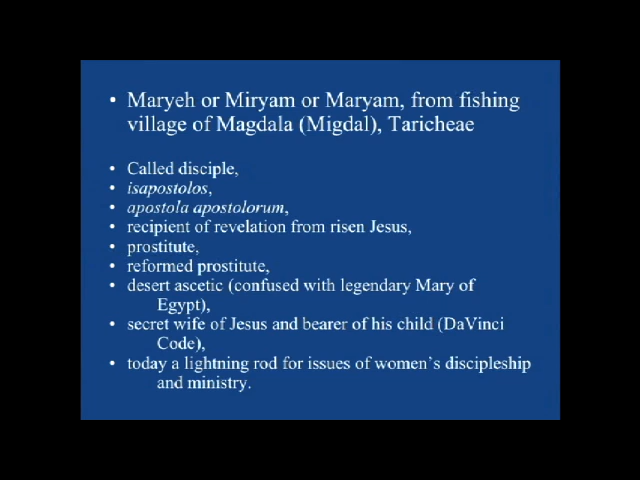 • Maryeh or Miryam or Maryam, from fishing
village of Magdala (Migdal), Taricheae
• Called disciple,
• isapostolos,
• apostola apostolorum,
• recipient of revelation from risen Jesus,
• prostitute,
• reformed prostitute,
• desert ascetic (confused with legendary Mary of
Egypt),
• secret wife of Jesus and bearer of his child (DaVinci
Code),
• today a lightning rod for issues of women's discipleship
and ministry.